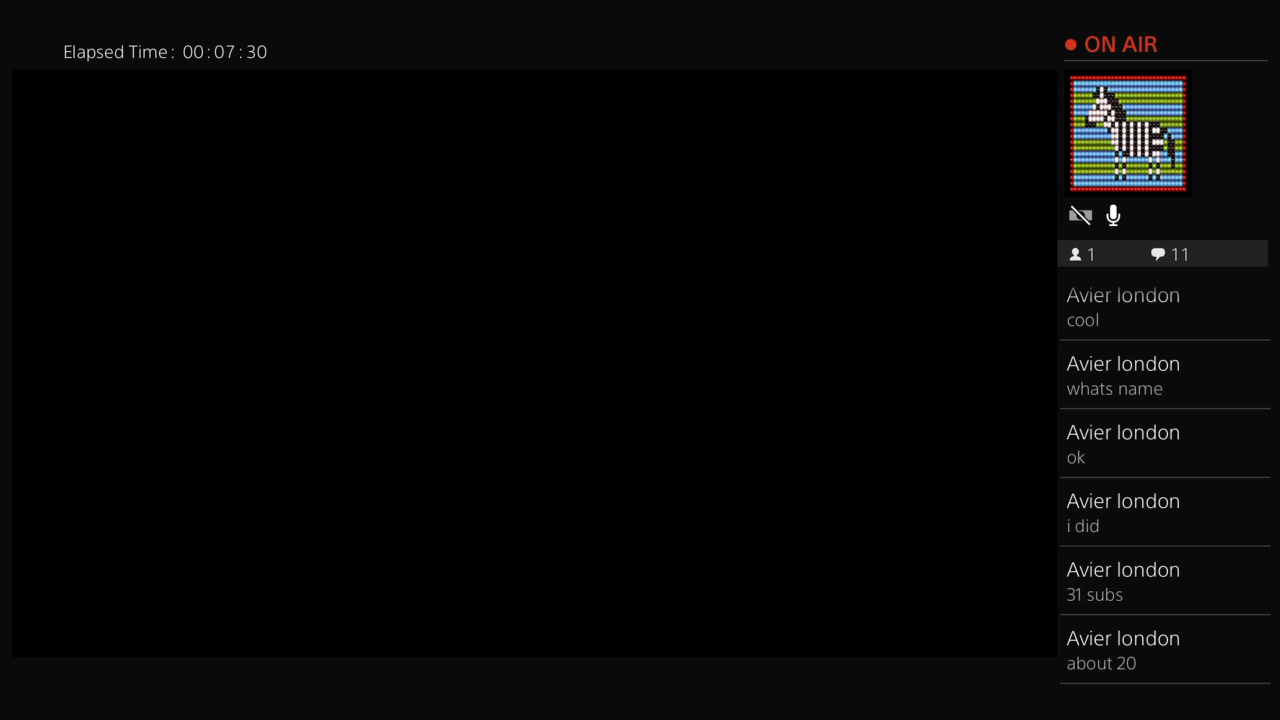 Elapsed Time: 00:07:30
ON AIR
1 11
Avier london
cool
Avier london
whats name
Avier london
ok
Avier london
i did
Avier london
31 subs
Avier london
about 20